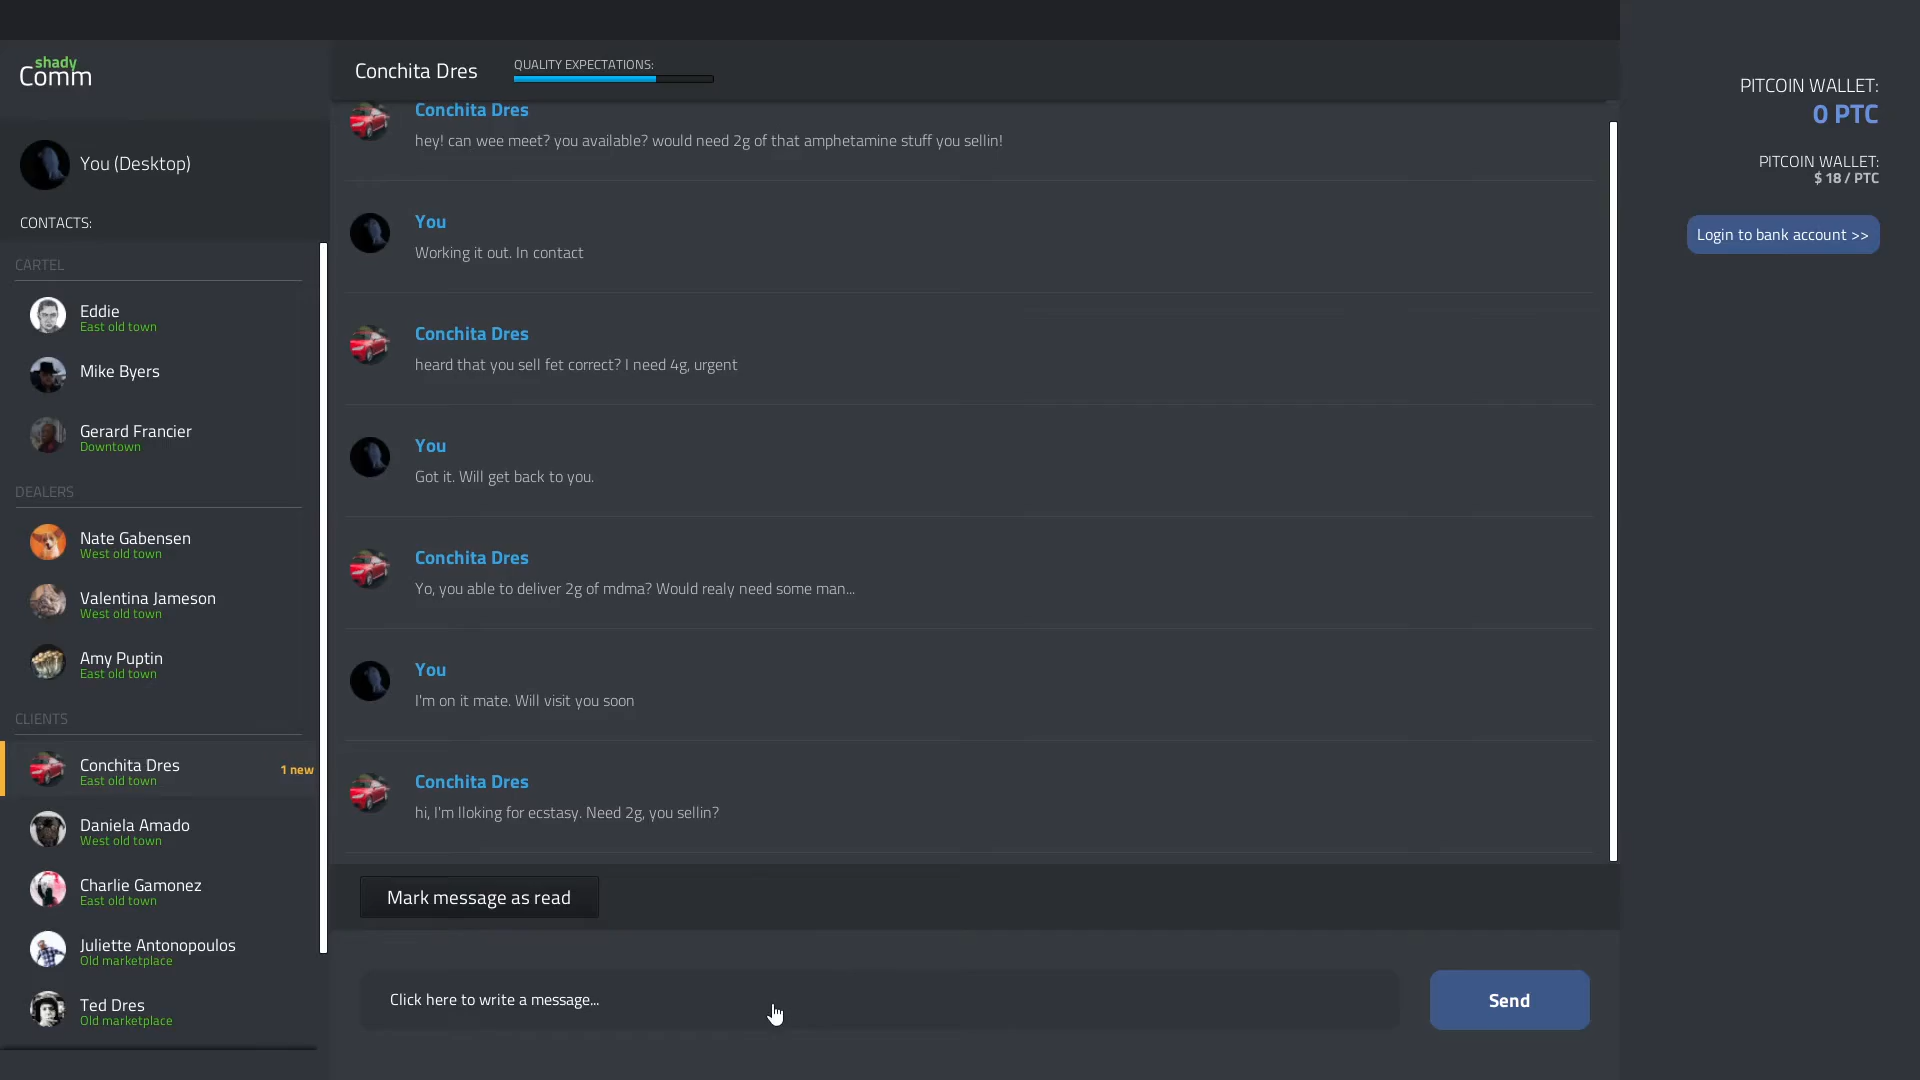 shady
Comm
You (Desktop)
CONTACTS:
CARTEL
Eddie
East old town
Mike Byers
Gerard Francier
Downtown
DEALERS
Nate Gabensen
West old town
Valentina Jameson
West old town
Amy Puptin
East old town
CLIENTS
Conchita Dres
East old town
1 new
Daniela Amado
West old town
Charlie Gamonez
East old town
Juliette Antonopoulos
Old marketplace
Ted Dres
Old marketplace
Conchita Dres
QUALITY EXPECTATIONS:
Conchita Dres
hey! can wee meet? you available? would need 2g of that amphetamine stuff you sellin!
You
Working it out. In contact
Conchita Dres
heard that you sell fet correct? I need 4g, urgent
You
Got it. Will get back to you.
Conchita Dres
Yo, you able to deliver 2g of mdma? Would realy need some man...
You
I'm on it mate. Will visit you soon
Conchita Dres
hi, I'm lloking for ecstasy. Need 2g, you sellin?
Mark message as read
Click here to write a message...
Send
PITCOIN WALLET:
0 PTC
PITCOIN WALLET:
$ 18 / PTC
Login to bank account >>